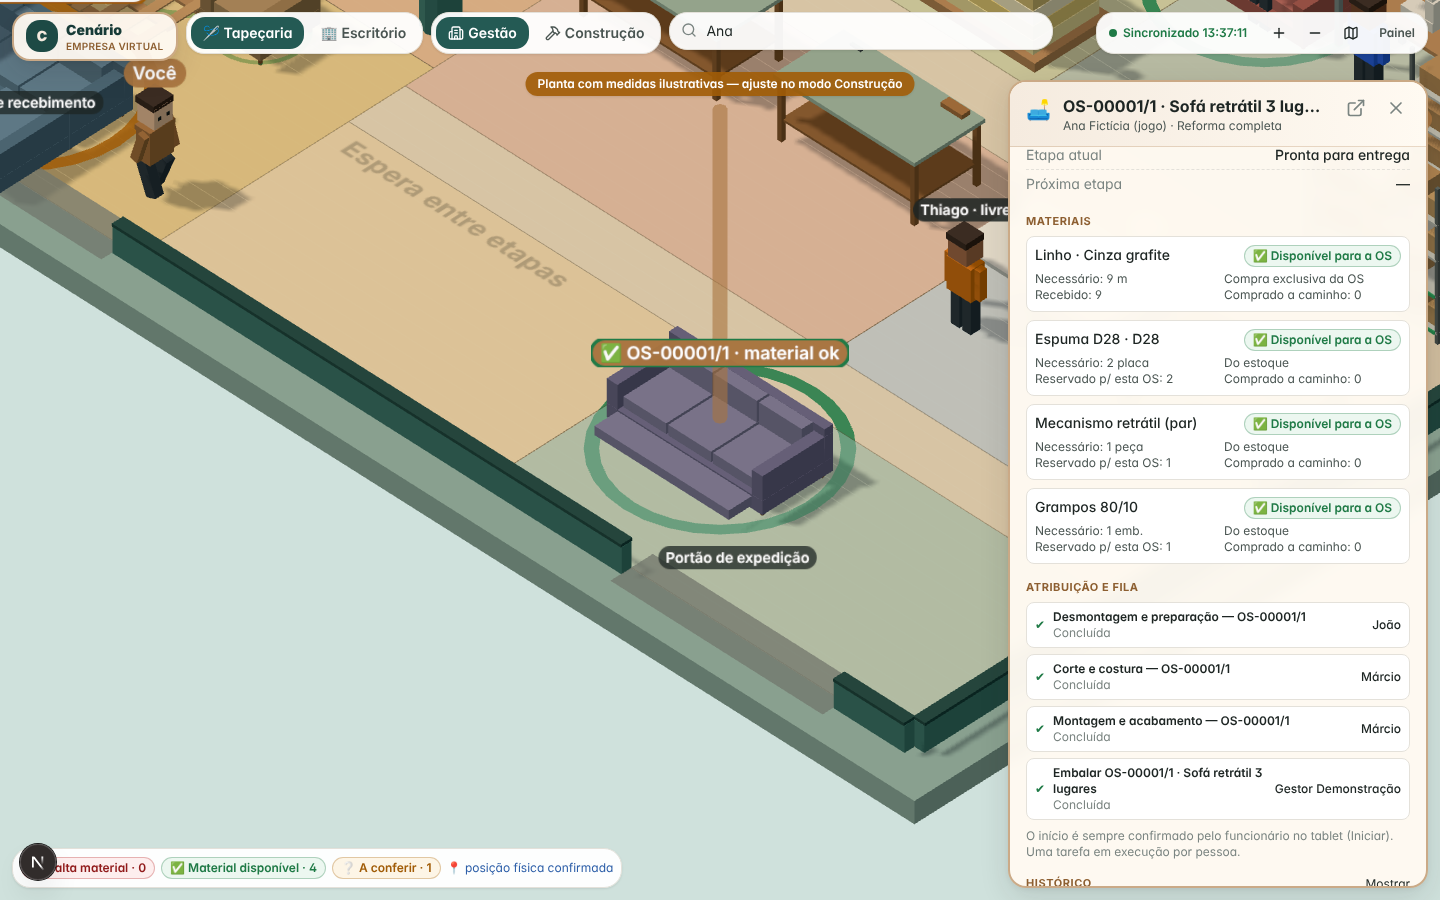 C
Cenário
EMPRESA VIRTUAL
Tapeçaria
Escritório
Gestão
Construção
Ana
Sincronizado 13:37:11
+
−
Painel
Você
e recebimento
Planta com medidas ilustrativas — ajuste no modo Construção
Espera entre etapas
Thiago · livre
OS-00001/1 · material ok
Portão de expedição
OS-00001/1 · Sofá retrátil 3 lug...
Ana Fictícia (jogo) · Reforma completa
Etapa atual
Pronta para entrega
Próxima etapa
—
MATERIAIS
Linho · Cinza grafite
Disponível para a OS
Necessário: 9 m
Compra exclusiva da OS
Recebido: 9
Comprado a caminho: 0
Espuma D28 · D28
Disponível para a OS
Necessário: 2 placa
Do estoque
Reservado p/ esta OS: 2
Comprado a caminho: 0
Mecanismo retrátil (par)
Disponível para a OS
Necessário: 1 peça
Do estoque
Reservado p/ esta OS: 1
Comprado a caminho: 0
Grampos 80/10
Disponível para a OS
Necessário: 1 emb.
Do estoque
Reservado p/ esta OS: 1
Comprado a caminho: 0
ATRIBUIÇÃO E FILA
Desmontagem e preparação — OS-00001/1
Concluída
João
Corte e costura — OS-00001/1
Concluída
Márcio
Montagem e acabamento — OS-00001/1
Concluída
Márcio
Embalar OS-00001/1 · Sofá retrátil 3
lugares
Concluída
Gestor Demonstração
O início é sempre confirmado pelo funcionário no tablet (Iniciar).
Uma tarefa em execução por pessoa.
HISTÓRICO
Mostrar
N
alta material · 0
Material disponível · 4
A conferir · 1
posição física confirmada